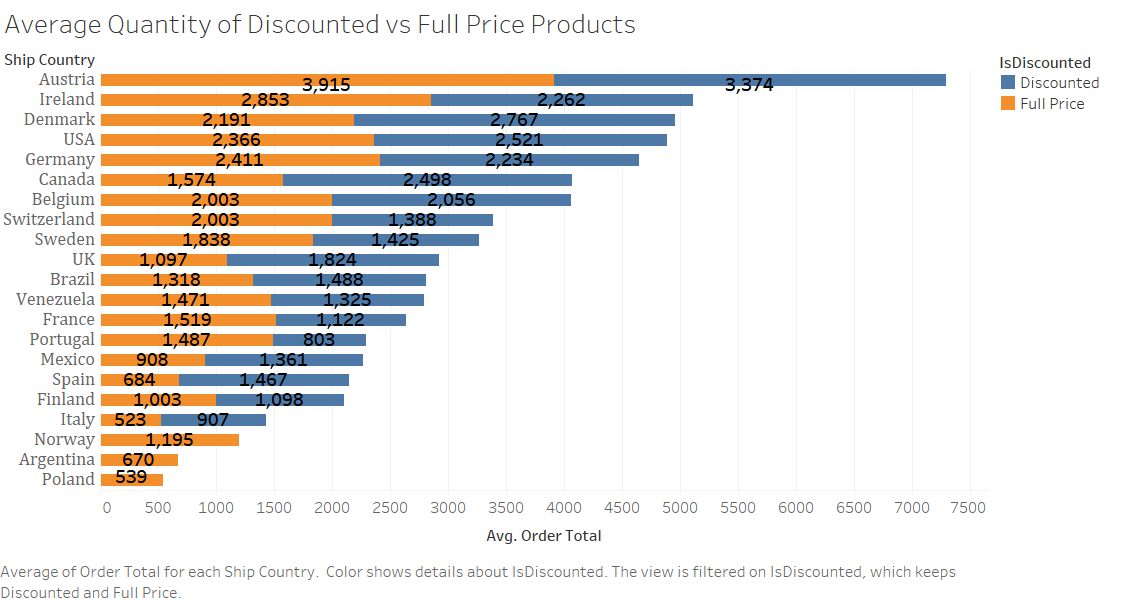 Average Quantity of Discounted vs Full Price Products
Ship Country
IsDiscounted
Discounted
Full Price
Austria 3,915 3,374
Ireland 2,853 2,262
Denmark 2,191 2,767
USA 2,366 2,521
Germany 2,411 2,234
Canada 1,574 2,498
Belgium 2,003 2,056
Switzerland 2,003 1,388
Sweden 1,838 1,425
UK 1,097 1,824
Brazil 1,318 1,488
Venezuela 1,471 1,325
France 1,519 1,122
Portugal 1,487 803
Mexico 908 1,361
Spain 684 1,467
Finland 1,003 1,098
Italy 523 907
Norway 1,195
Argentina 670
Poland 539
0 500 1000 1500 2000 2500 3000 3500 4000 4500 5000 5500 6000 6500 7000 7500
Avg. Order Total
Average of Order Total for each Ship Country. Color shows details about IsDiscounted. The view is filtered on IsDiscounted, which keeps
Discounted and Full Price.